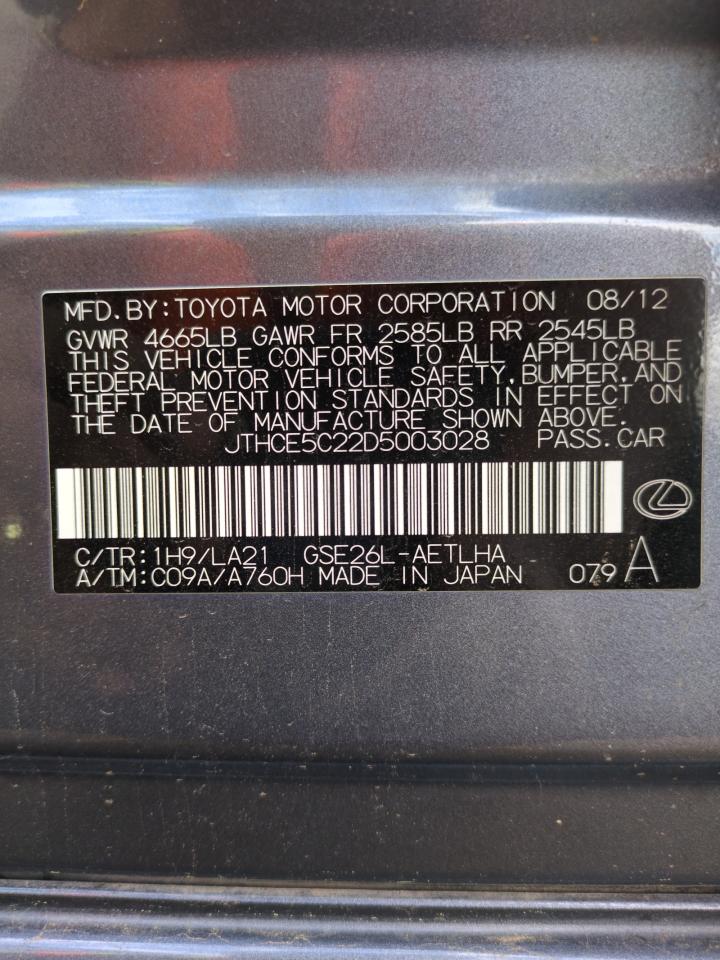 MFD.BY:TOYOTA MOTOR CORPORATION 08/12
GVWR 4665LB GAWR FR 2585LB RR 2545LB
THIS VEHICLE CONFORMS TO ALL APPLICABLE
FEDERAL MOTOR VEHICLE SAFETY,BUMPER,AND
THEFT PREVENTION STANDARDS IN EFFECT ON
THE DATE OF MANUFACTURE SHOWN ABOVE.
JTHCE5C22D5003028 PASS.CAR
C/TR:1H9/LA21 GSE26L-AETLHA
A/TM:C09A/A760H MADE IN JAPAN 079 A